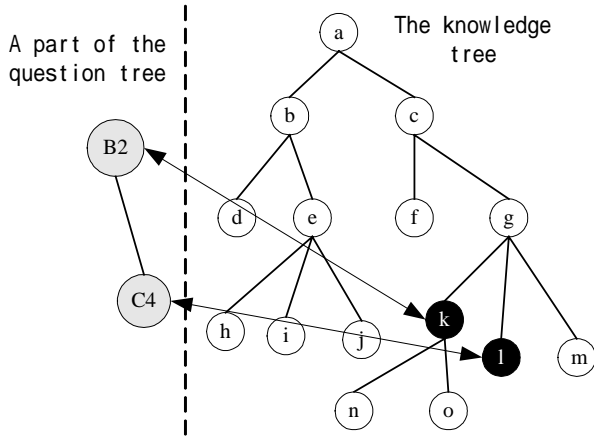 A part of the
question tree
The knowledge
tree
a
b
c
B2
d
e
f
g
C4
h
i
j
k
l
m
n
o